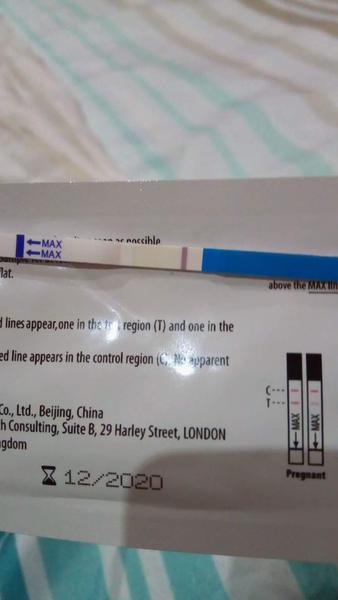 MAX
MAX
as possible
flat.
above the MAX lin
lines appear, one in the region (T) and one in the
ed line appears in the control region (C). No apparent
Co., Ltd., Beijing, China
h Consulting, Suite B, 29 Harley Street, LONDON
ngdom
12/2020
C
T
MAX
MAX
Pregnant